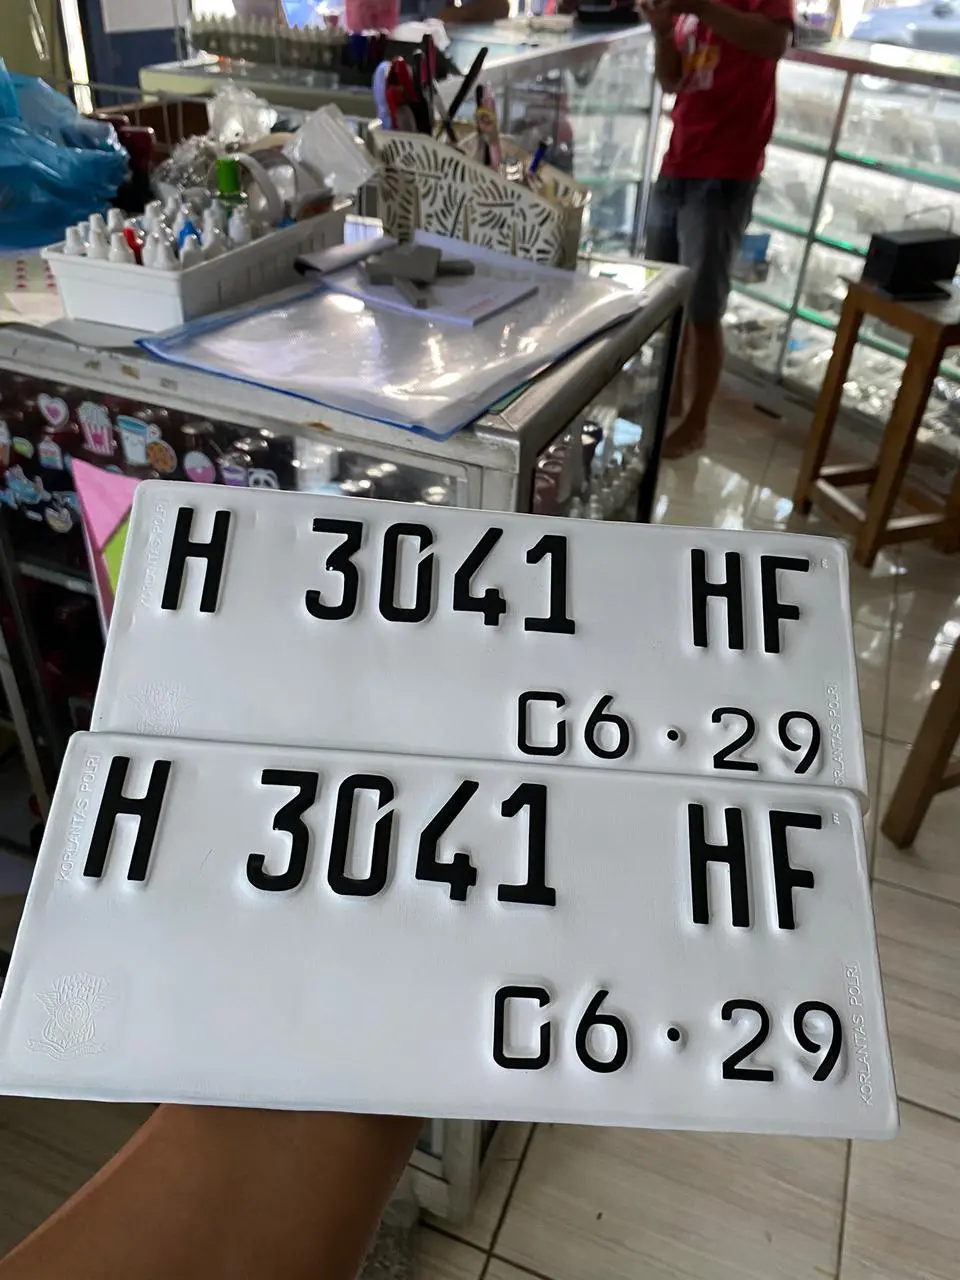 H 3041 HF
06·29
KORLANTAS POLRI
H 3041 HF
06·29
KORLANTAS POLRI
KORLANTAS POLRI